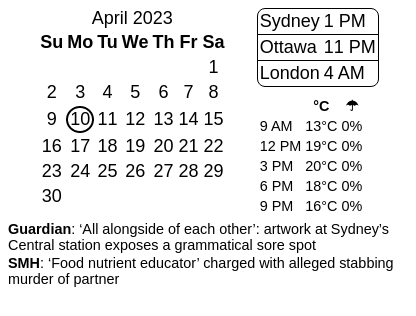 April 2023
Su Mo Tu We Th Fr Sa
1
2 3 4 5 6 7 8
9 10 11 12 13 14 15
16 17 18 19 20 21 22
23 24 25 26 27 28 29
30
Sydney 1 PM
Ottawa 11 PM
London 4 AM
°C ☂
9 AM 13°C 0%
12 PM 19°C 0%
3 PM 20°C 0%
6 PM 18°C 0%
9 PM 16°C 0%
Guardian: ‘All alongside of each other’: artwork at Sydney’s
Central station exposes a grammatical sore spot
SMH: ‘Food nutrient educator’ charged with alleged stabbing
murder of partner